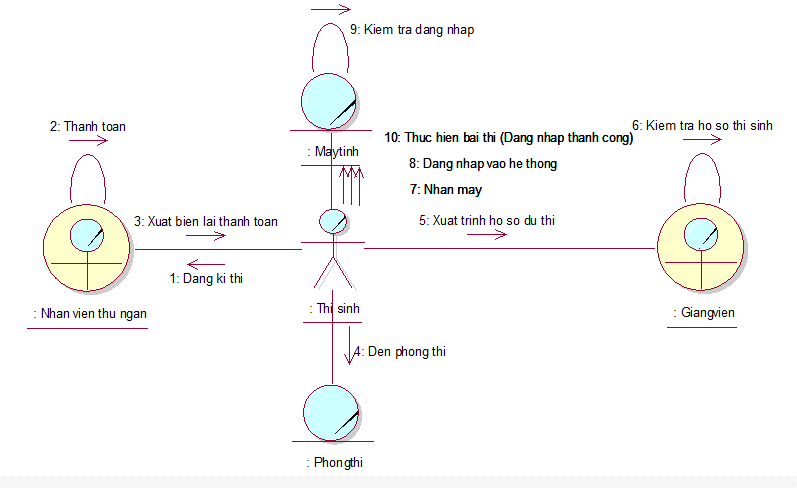 9: Kiem tra dang nhap
2: Thanh toan
6: Kiem tra ho so thi sinh
10: Thuc hien bai thi (Dang nhap thanh cong)
: Maytinh
8: Dang nhap vao he thong
7: Nhan may
3: Xuat bien lai thanh toan
5: Xuat trinh ho so du thi
1: Dang ki thi
: Nhan vien thu ngan
: Thi sinh
: Giangvien
4: Den phong thi
: Phongthi